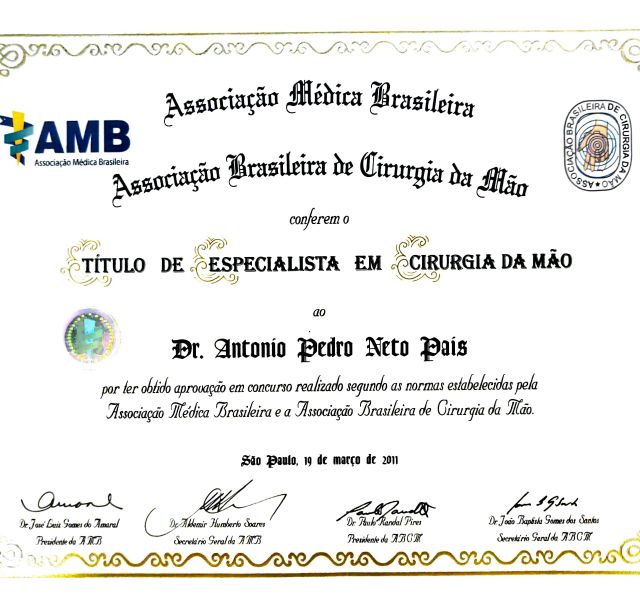 Associação Médica Brasileira
AMB
Associação Médica Brasileira
ASSOCIAÇÃO BRASILEIRA DE CIRURGIA DA MÃO
Associação Brasileira de Cirurgia da Mão
conferem o
TÍTULO DE ESPECIALISTA EM CIRURGIA DA MÃO
ao
Dr. Antonio Pedro Neto Pais
por ter obtido aprovação em concurso realizado segundo as normas estabelecidas pela
Associação Médica Brasileira e a Associação Brasileira de Cirurgia da Mão.
São Paulo, 19 de março de 2011
Dr. José Luiz Gomes do Amaral
Presidente da AMB
Dr. Aldemir Humberto Soares
Secretário Geral da AMB
Dr. Paulo Randal Pires
Presidente da ABCM
Dr. João Baptista Gomes dos Santos
Secretário Geral da ABCM